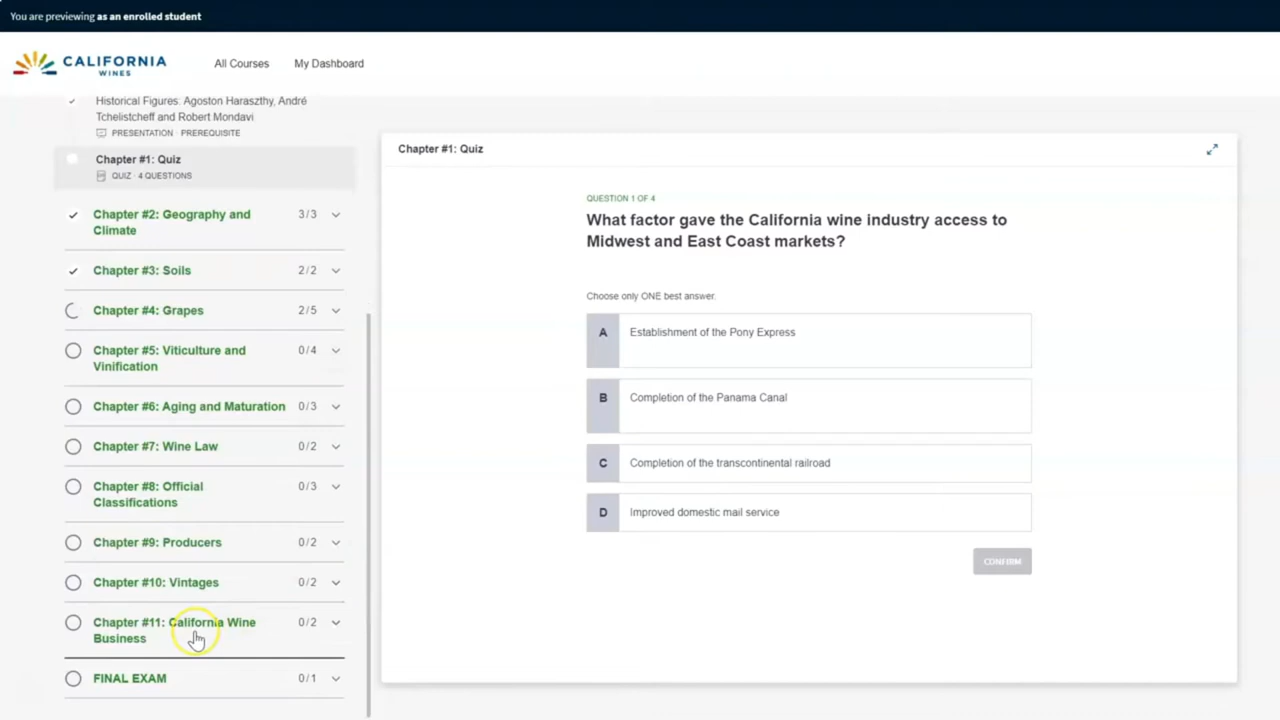 You are previewing as an enrolled student
CALIFORNIA
WINES
All Courses
My Dashboard
Historical Figures: Agoston Haraszthy, André
Tchelistcheff and Robert Mondavi
PRESENTATION · PREREQUISITE
Chapter #1: Quiz
QUIZ · 4 QUESTIONS
Chapter #2: Geography and
Climate
3/3
Chapter #3: Soils
2/2
Chapter #4: Grapes
2/5
Chapter #5: Viticulture and
Vinification
0/4
Chapter #6: Aging and Maturation
0/3
Chapter #7: Wine Law
0/2
Chapter #8: Official
Classifications
0/3
Chapter #9: Producers
0/2
Chapter #10: Vintages
0/2
Chapter #11: California Wine
Business
0/2
FINAL EXAM
0/1
Chapter #1: Quiz
QUESTION 1 OF 4
What factor gave the California wine industry access to
Midwest and East Coast markets?
Choose only ONE best answer.
A Establishment of the Pony Express
B Completion of the Panama Canal
C Completion of the transcontinental railroad
D Improved domestic mail service
CONFIRM